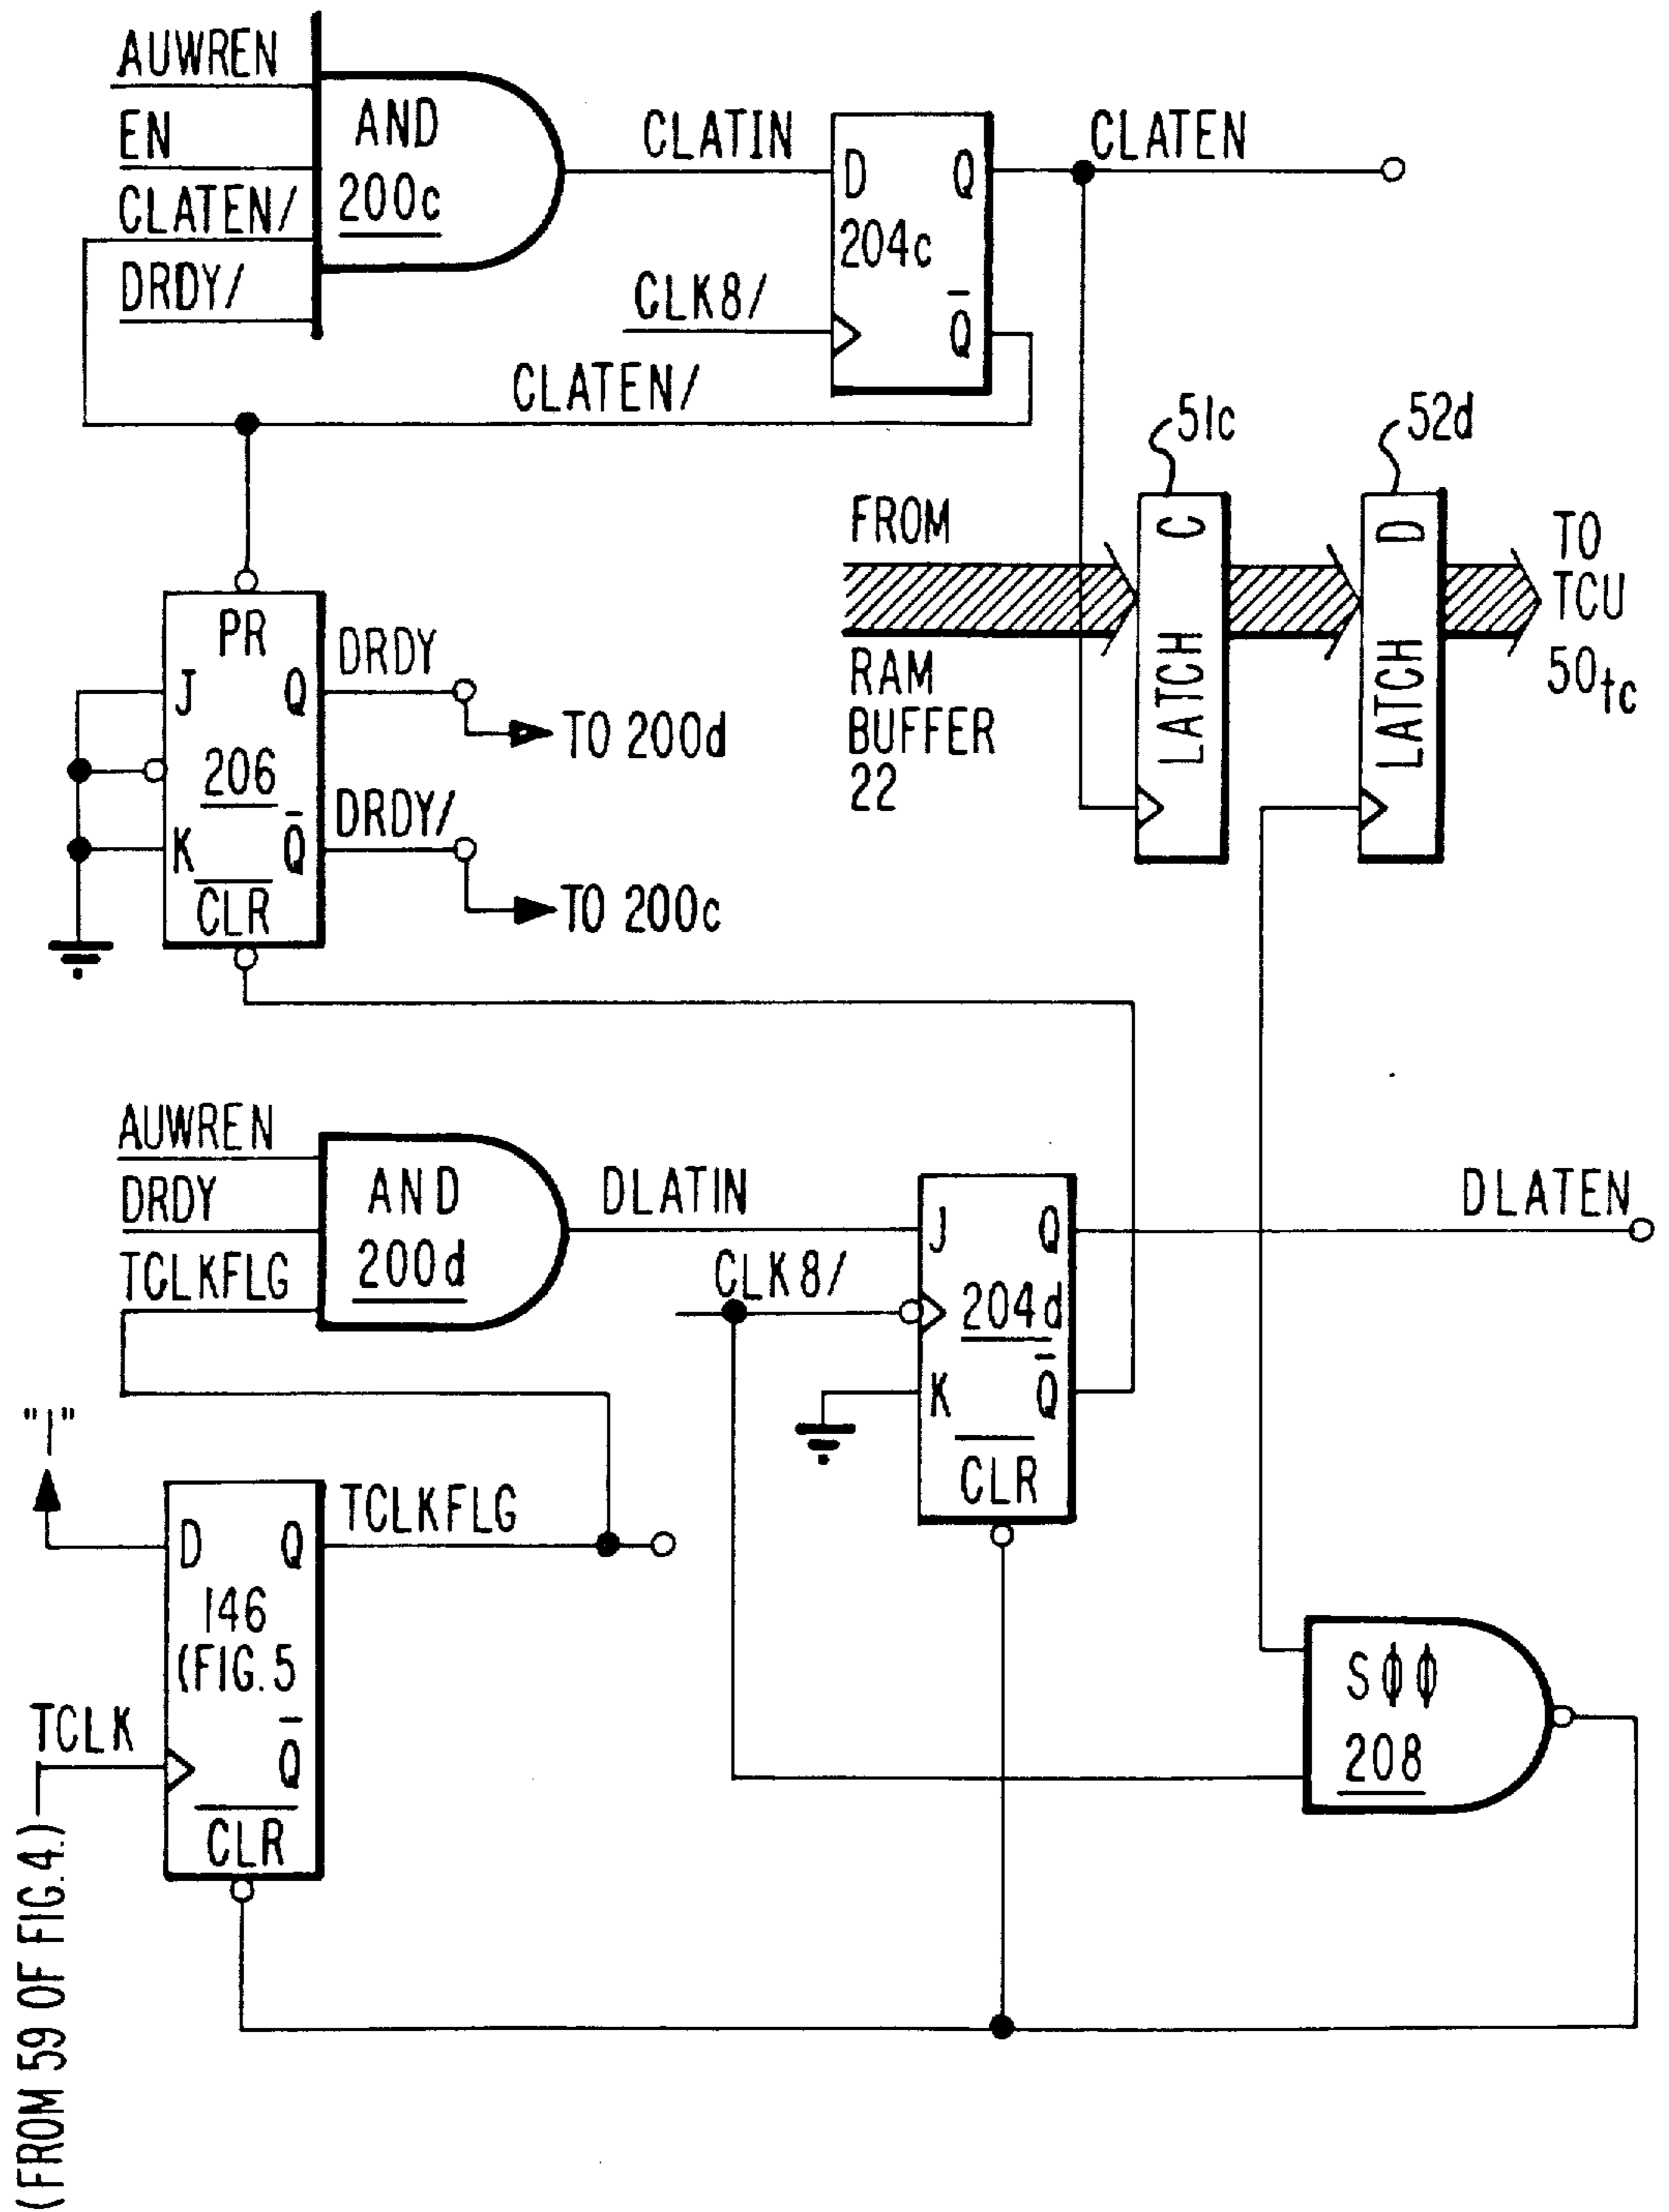 AUWREN
EN
CLATEN/
DRDY/
AND
200c
CLATIN
D Q
204c
Q̅
CLK8/
CLATEN
CLATEN/
51c
52d
FROM
RAM
BUFFER
22
LATCH C
LATCH D
TO
TCU
50tc
PR
J Q
206
K Q̅
CLR
DRDY
TO 200d
DRDY/
TO 200c
AUWREN
DRDY
TCLKFLG
AND
200d
DLATIN
CLK8/
J Q
204d
K Q̅
CLR
DLATEN
"1"
D Q
146
(FIG.5
Q̅
CLR
TCLKFLG
TCLK
(FROM 59 OF FIG.4.)
SΦΦ
208